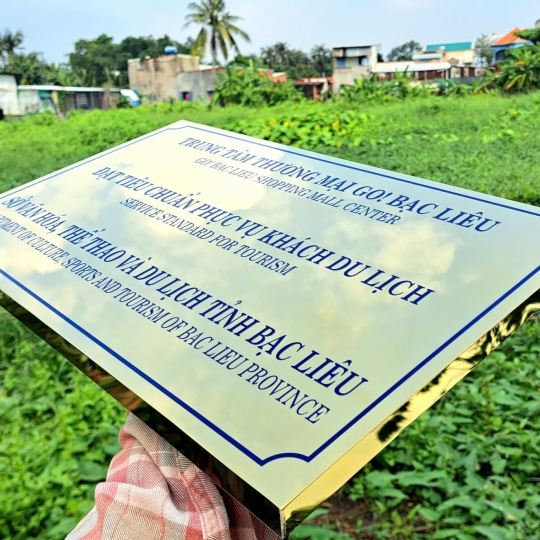 TRUNG TÂM THƯƠNG MẠI GO! BẠC LIÊU
GO! BAC LIEU SHOPPING MALL CENTER
ĐẠT TIÊU CHUẨN PHỤC VỤ KHÁCH DU LỊCH
SERVICE STANDARD FOR TOURISM
SỞ VĂN HÓA, THỂ THAO VÀ DU LỊCH TỈNH BẠC LIÊU
OF CULTURE, SPORTS AND TOURISM OF BAC LIEU PROVINCE